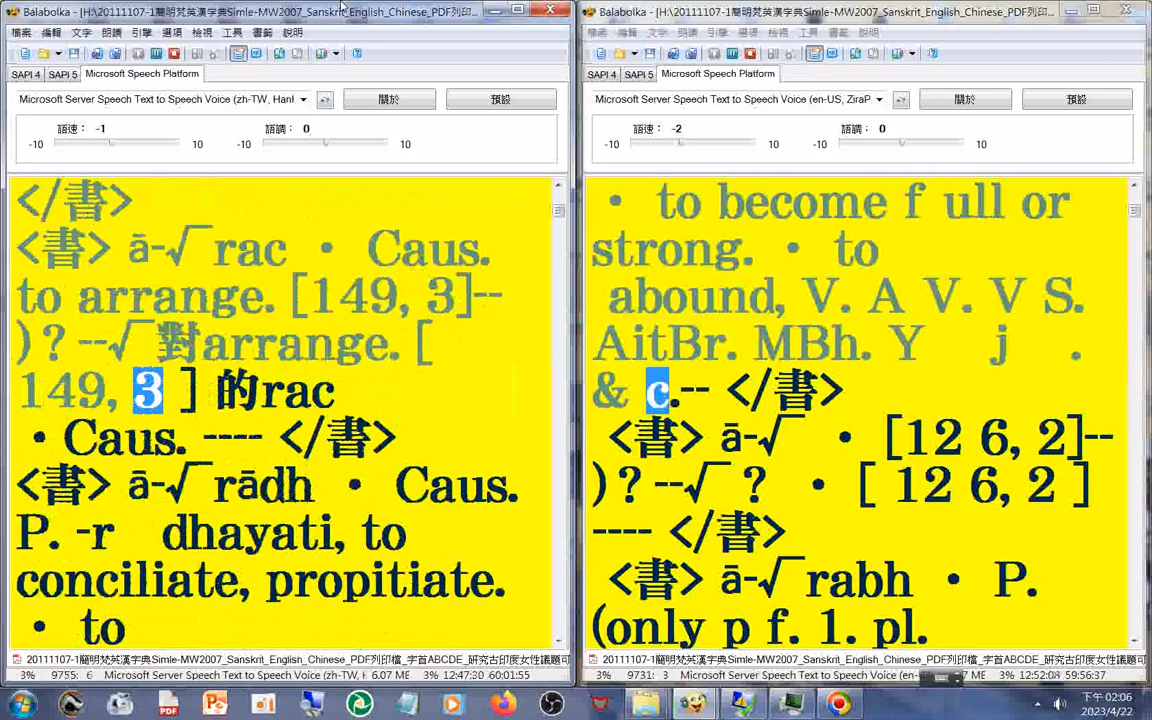 Balabolka - [H:\20111107-1簡明梵英漢字典Simle-MW2007_Sanskrit_English_Chinese_PDF列印...
檔案 編輯 文字 朗讀 引擎 選項 檢視 工具 書籤 說明
SAPI 4 SAPI 5 Microsoft Speech Platform
Microsoft Server Speech Text to Speech Voice (zh-TW, Hanl
關於 預設
語速: -1 語調: 0
-10 10 -10 10
</書>
<書> ā-√rac • Caus.
to arrange. [149, 3]--
)? --√對arrange. [
149, 3 ] 的rac
• Caus. ---- </書>
<書> ā-√rādh • Caus.
P. -r dhayati, to
conciliate, propitiate.
• to
20111107-1簡明梵英漢字典Simle-MW2007_Sanskrit_English_Chinese_PDF列印檔_字首ABCDE_研究古印度女性議題可
3% 9755: 6 Microsoft Server Speech Text to Speech Voice (zh-TW, H 6.07 ME 3% 12:47:30 60:01:55
Balabolka - [H:\20111107-1簡明梵英漢字典Simle-MW2007_Sanskrit_English_Chinese_PDF列印...
檔案 編輯 文字 朗讀 引擎 選項 檢視 工具 書籤 說明
SAPI 4 SAPI 5 Microsoft Speech Platform
Microsoft Server Speech Text to Speech Voice (en-US, ZiraP
關於 預設
語速: -2 語調: 0
-10 10 -10 10
• to become f ull or
strong. • to
abound, V. A V. V S.
AitBr. MBh. Y j .
& c.-- </書>
<書> ā-√ • [12 6, 2]--
)? --√ ? • [ 12 6, 2 ]
---- </書>
<書> ā-√rabh • P.
(only p f. 1. pl.
20111107-1簡明梵英漢字典Simle-MW2007_Sanskrit_English_Chinese_PDF列印檔_字首ABCDE_研究古印度女性議題可
3% 9731: 3 Microsoft Server Speech Text to Speech Voice (en-U 3% 12:52:08 59:56:37
下午 02:06
2023/4/22